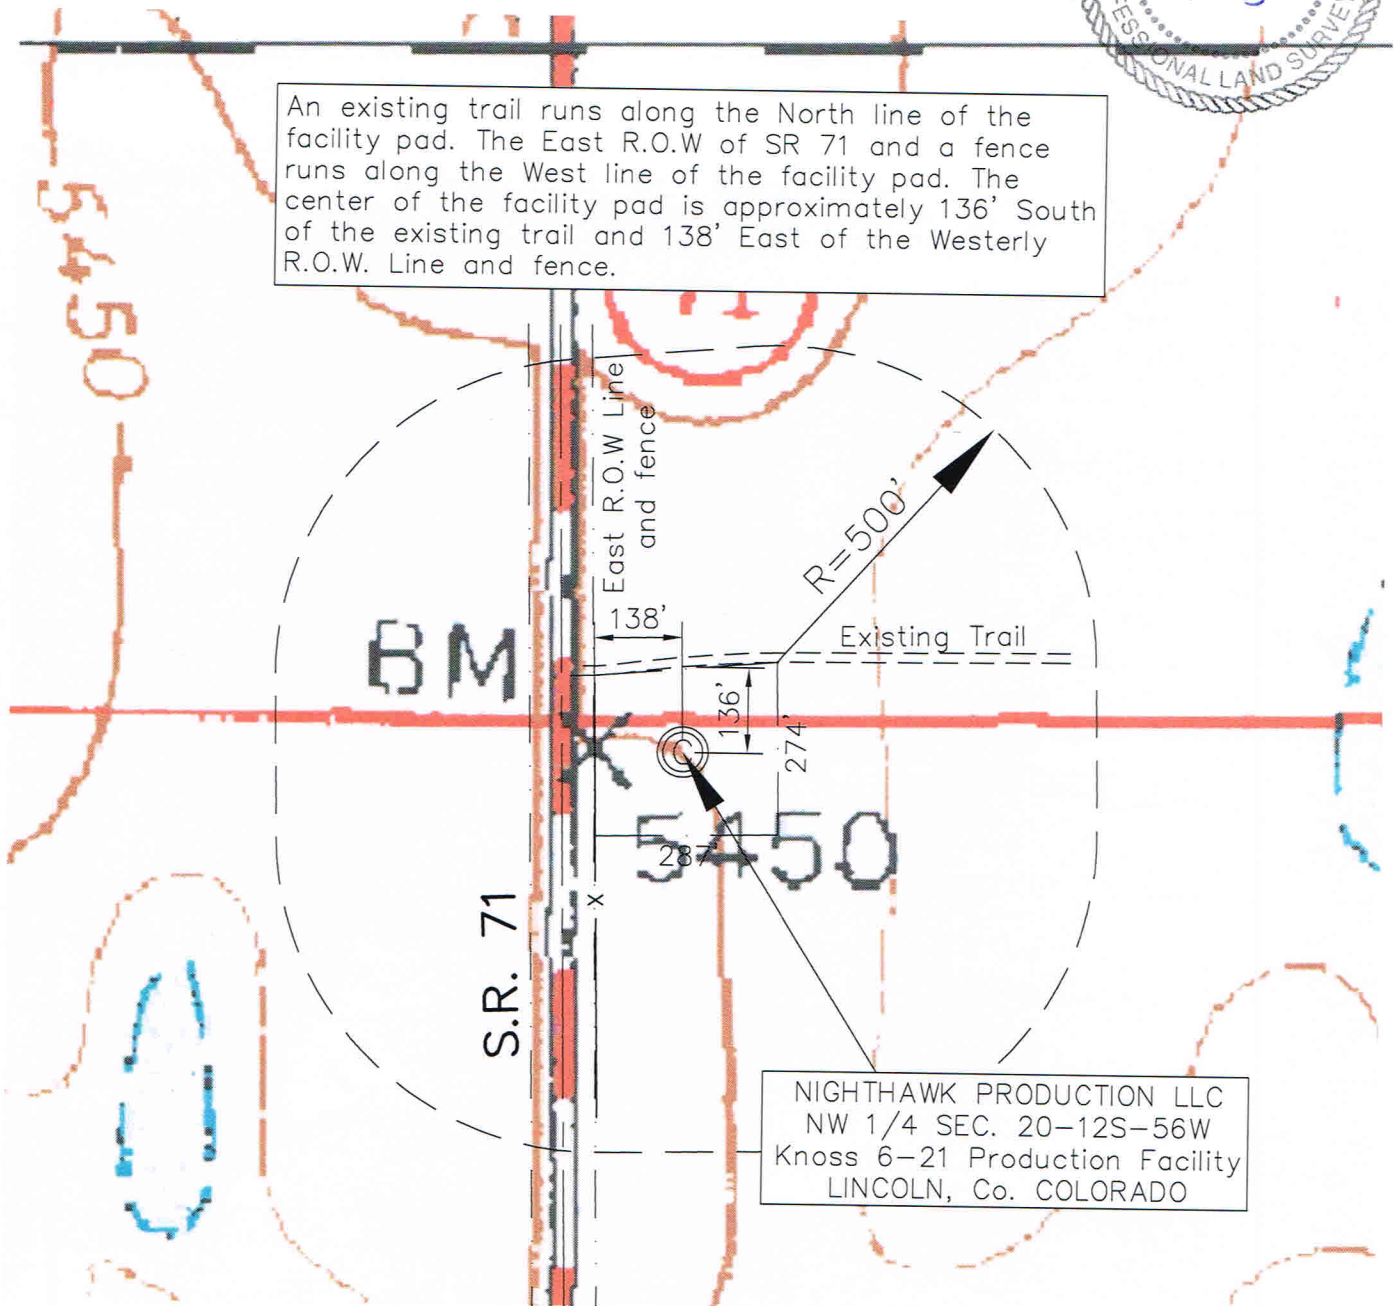 FESSIONAL LAND SURVEY
An existing trail runs along the North line of the
facility pad. The East R.O.W of SR 71 and a fence
runs along the West line of the facility pad. The
center of the facility pad is approximately 136' South
of the existing trail and 138' East of the Westerly
R.O.W. Line and fence.
5450
71
East R.O.W Line
and fence
R=500'
138'
Existing Trail
BM
136'
274'
5450
287'
x
S.R. 71
NIGHTHAWK PRODUCTION LLC
NW 1/4 SEC. 20-12S-56W
Knoss 6-21 Production Facility
LINCOLN, Co. COLORADO